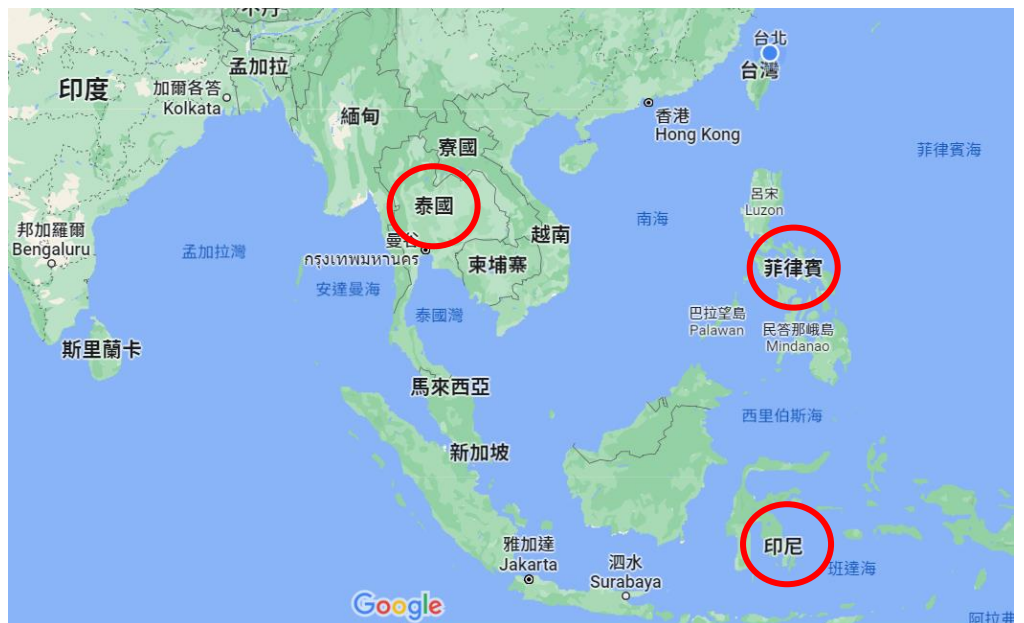 台北
台灣
孟加拉
印度
加爾各答
Kolkata
緬甸
香港
Hong Kong
寮國
菲律賓海
呂宋
Luzon
泰國
南海
邦加羅爾
Bengaluru
孟加拉灣
曼谷
กรุงเทพมหานคร
越南
柬埔寨
菲律賓
安達曼海
泰國灣
巴拉望島
Palawan
民答那峨島
Mindanao
斯里蘭卡
馬來西亞
西里伯斯海
新加坡
雅加達
Jakarta
泗水
Surabaya
印尼
班達海
Google